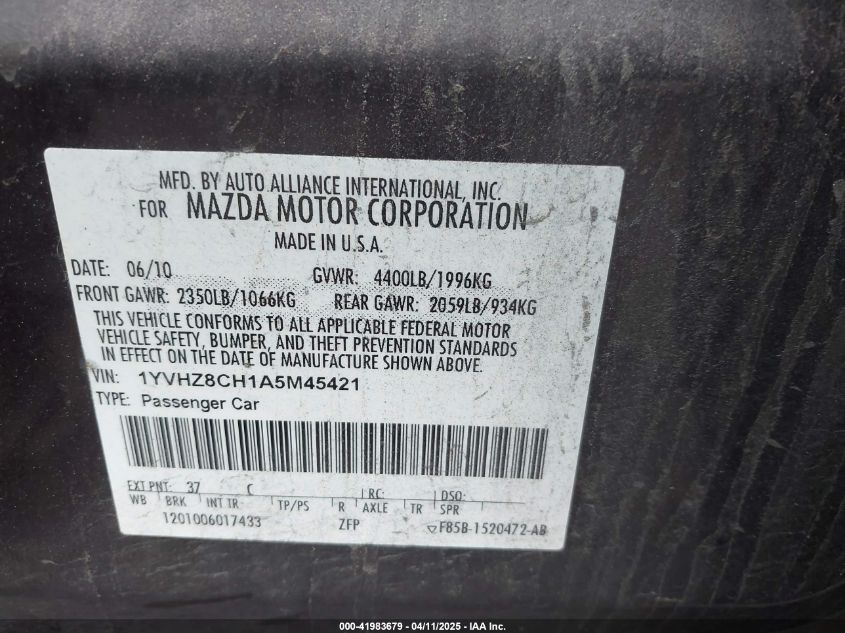 MFD. BY AUTO ALLIANCE INTERNATIONAL, INC.
FOR MAZDA MOTOR CORPORATION
MADE IN U.S.A.
DATE: 06/10 GVWR: 4400LB/1996KG
FRONT GAWR: 2350LB/1066KG REAR GAWR: 2059LB/934KG
THIS VEHICLE CONFORMS TO ALL APPLICABLE FEDERAL MOTOR
VEHICLE SAFETY, BUMPER, AND THEFT PREVENTION STANDARDS
IN EFFECT ON THE DATE OF MANUFACTURE SHOWN ABOVE.
VIN: 1YVHZ8CH1A5M45421
TYPE: Passenger Car
EXT PNT: 37 C RC: DSO:
WB BRK INT TR TP/PS R AXLE TR SPR
1201006017433 ZFP ▽FB5B-1520472-AB
000-41983679 - 04/11/2025 - IAA Inc.